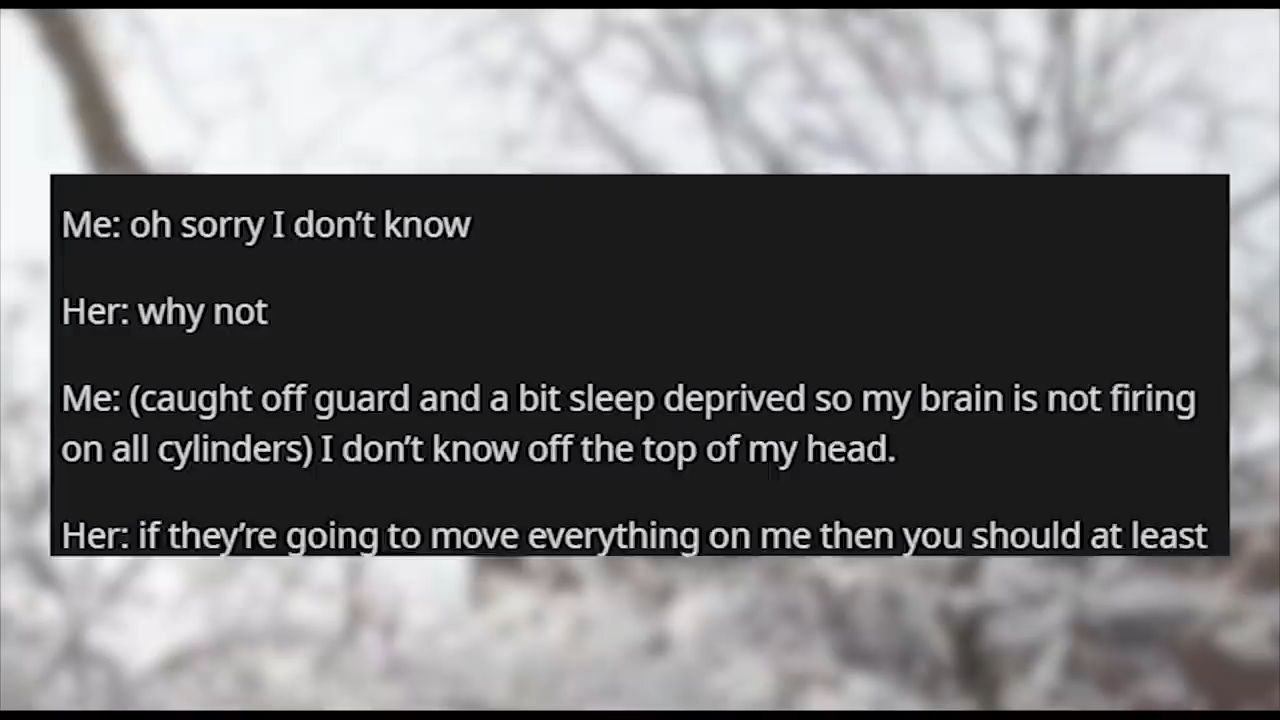 Me: oh sorry I don’t know
Her: why not
Me: (caught off guard and a bit sleep deprived so my brain is not firing
on all cylinders) I don’t know off the top of my head.
Her: if they’re going to move everything on me then you should at least